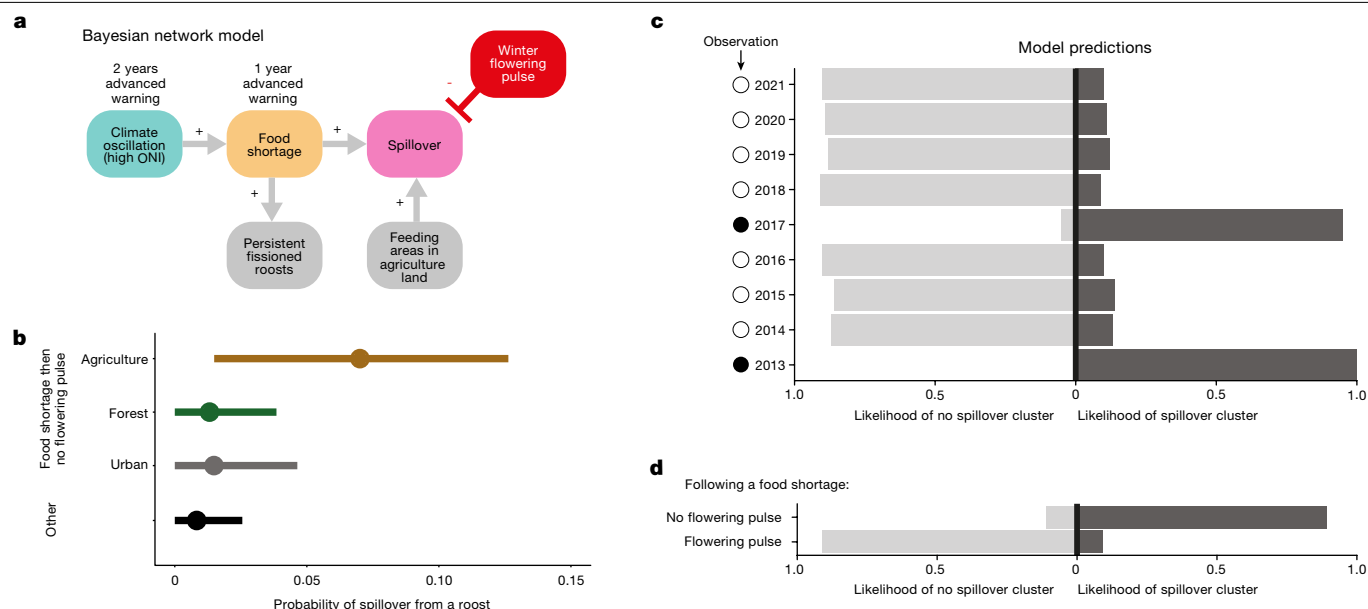 a
Bayesian network model
2 years
advanced
warning
1 year
advanced
warning
Winter
flowering
pulse
-
Climate
oscillation
(high ONI)
+
Food
shortage
+
Spillover
+
+
Persistent
fissioned
roosts
Feeding
areas in
agriculture
land
b
Food shortage then
no flowering pulse
Other
Agriculture
Forest
Urban
0
0.05
0.10
0.15
Probability of spillover from a roost
c
Observation
Model predictions
2021
2020
2019
2018
2017
2016
2015
2014
2013
1.0
0.5
0
0.5
1.0
Likelihood of no spillover cluster
Likelihood of spillover cluster
d
Following a food shortage:
No flowering pulse
Flowering pulse
1.0
0.5
0
0.5
1.0
Likelihood of no spillover cluster
Likelihood of spillover cluster